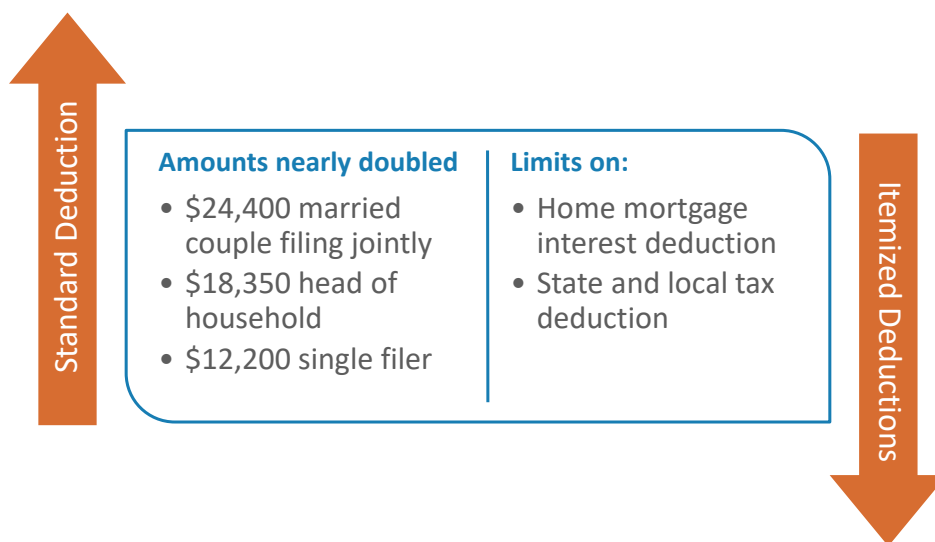 Standard Deduction
Amounts nearly doubled
• $24,400 married
couple filing jointly
• $18,350 head of
household
• $12,200 single filer
Limits on:
• Home mortgage
interest deduction
• State and local tax
deduction
Itemized Deductions